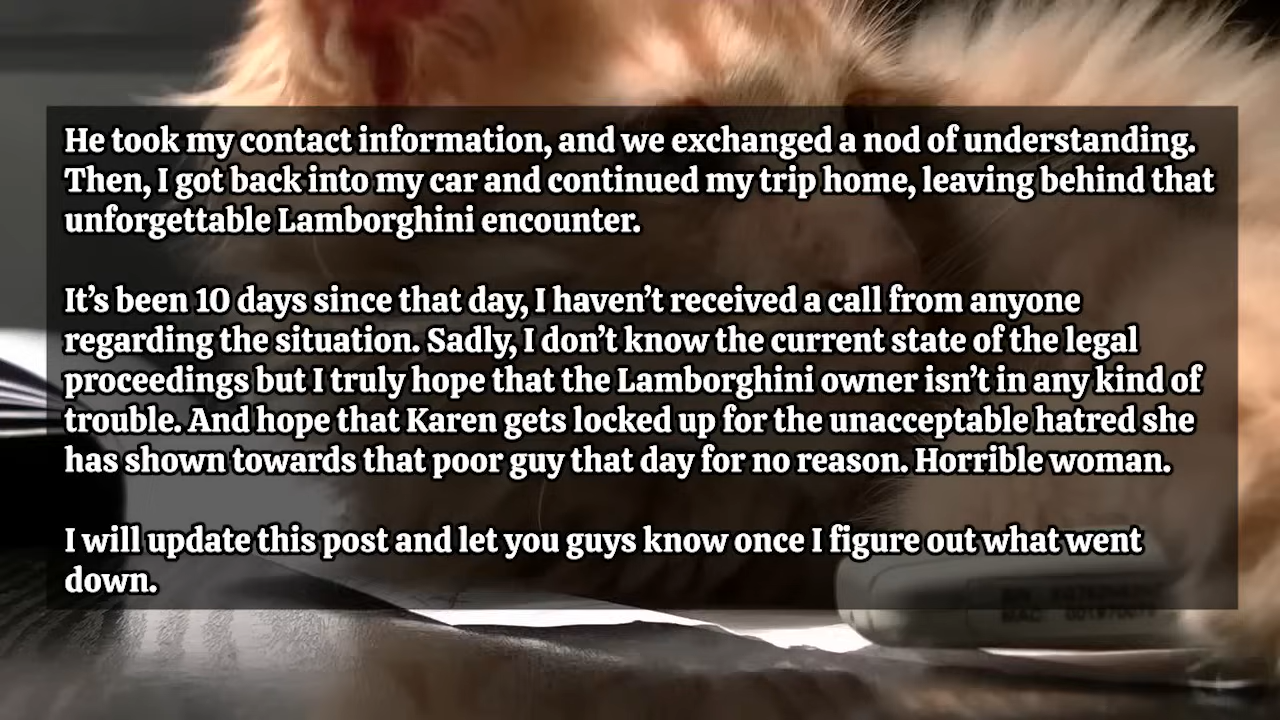 He took my contact information, and we exchanged a nod of understanding.
Then, I got back into my car and continued my trip home, leaving behind that
unforgettable Lamborghini encounter.
It’s been 10 days since that day, I haven’t received a call from anyone
regarding the situation. Sadly, I don’t know the current state of the legal
proceedings but I truly hope that the Lamborghini owner isn’t in any kind of
trouble. And hope that Karen gets locked up for the unacceptable hatred she
has shown towards that poor guy that day for no reason. Horrible woman.
I will update this post and let you guys know once I figure out what went
down.